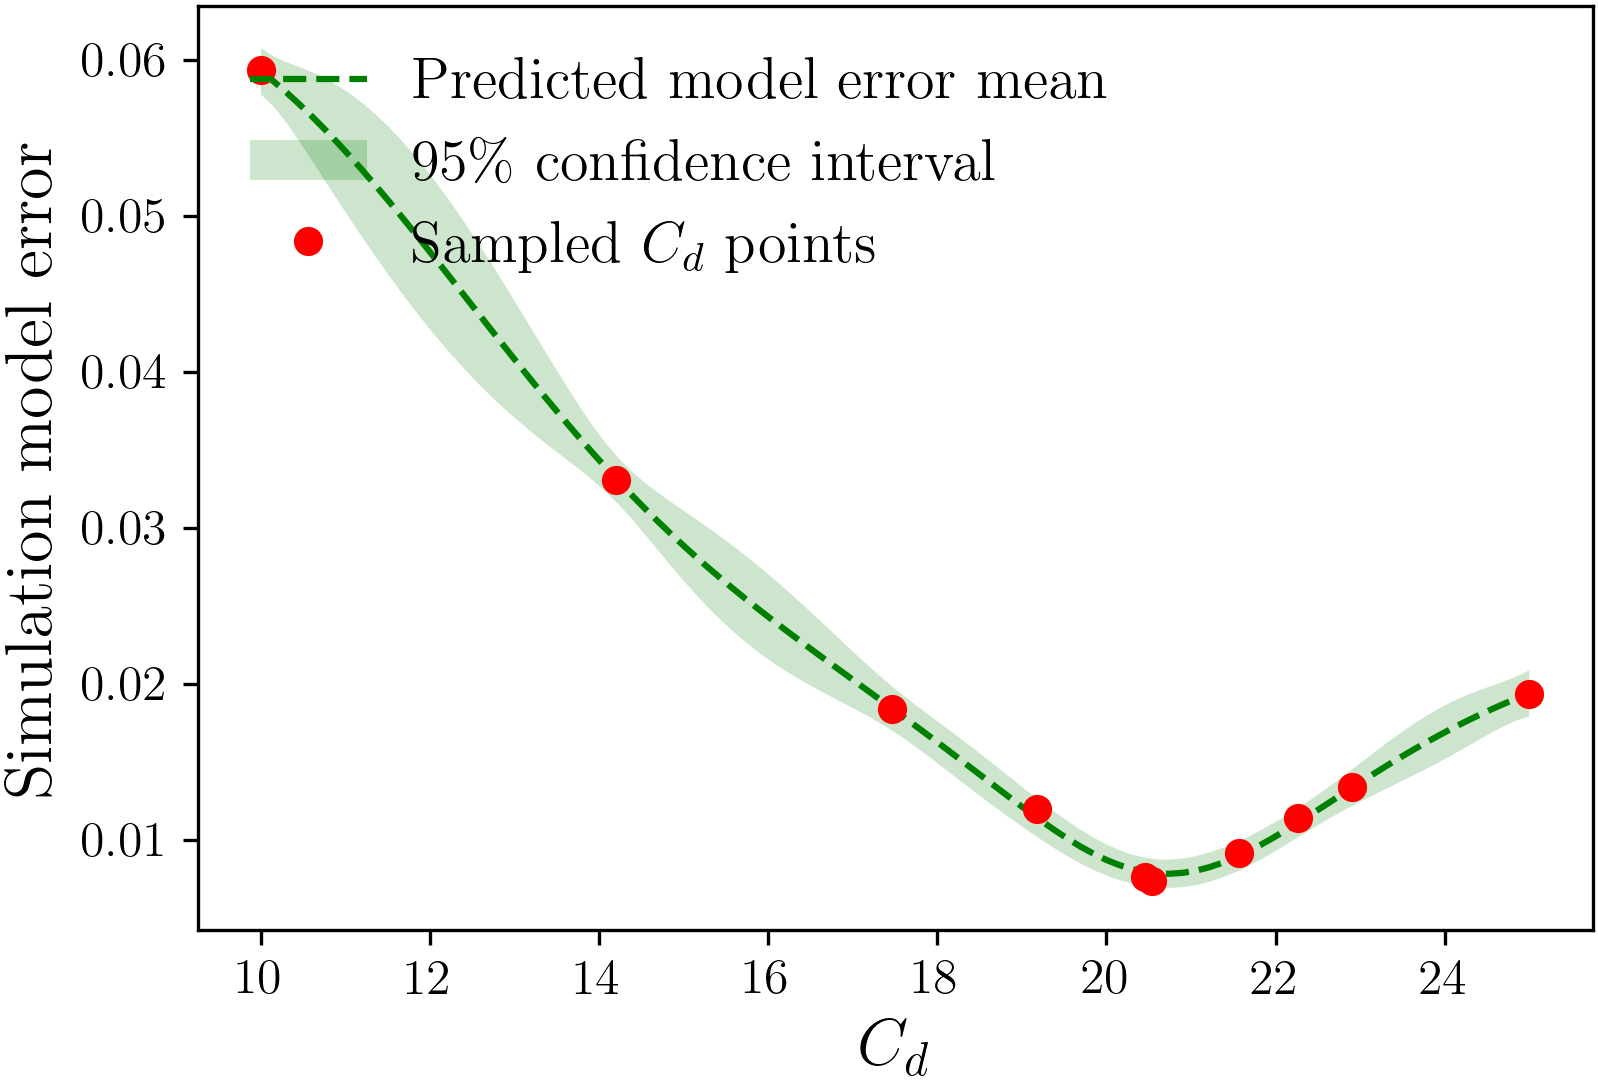 0.06
0.05
0.04
0.03
0.02
0.01
Simulation model error
Predicted model error mean
95% confidence interval
Sampled C_d points
10 12 14 16 18 20 22 24
C_d